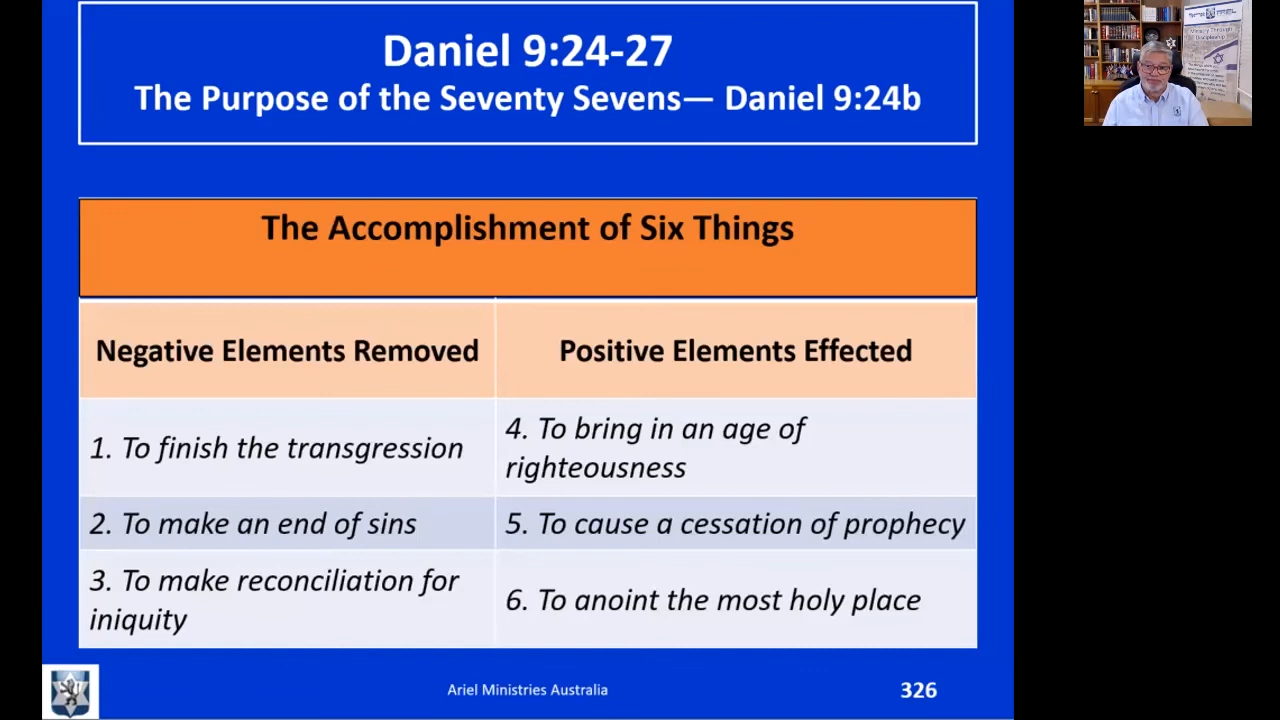 Daniel 9:24-27
The Purpose of the Seventy Sevens— Daniel 9:24b
The Accomplishment of Six Things
Negative Elements Removed
Positive Elements Effected
1. To finish the transgression
4. To bring in an age of
righteousness
2. To make an end of sins
5. To cause a cessation of prophecy
3. To make reconciliation for
iniquity
6. To anoint the most holy place
Ariel Ministries Australia
326
Ministry Through
Discipleship